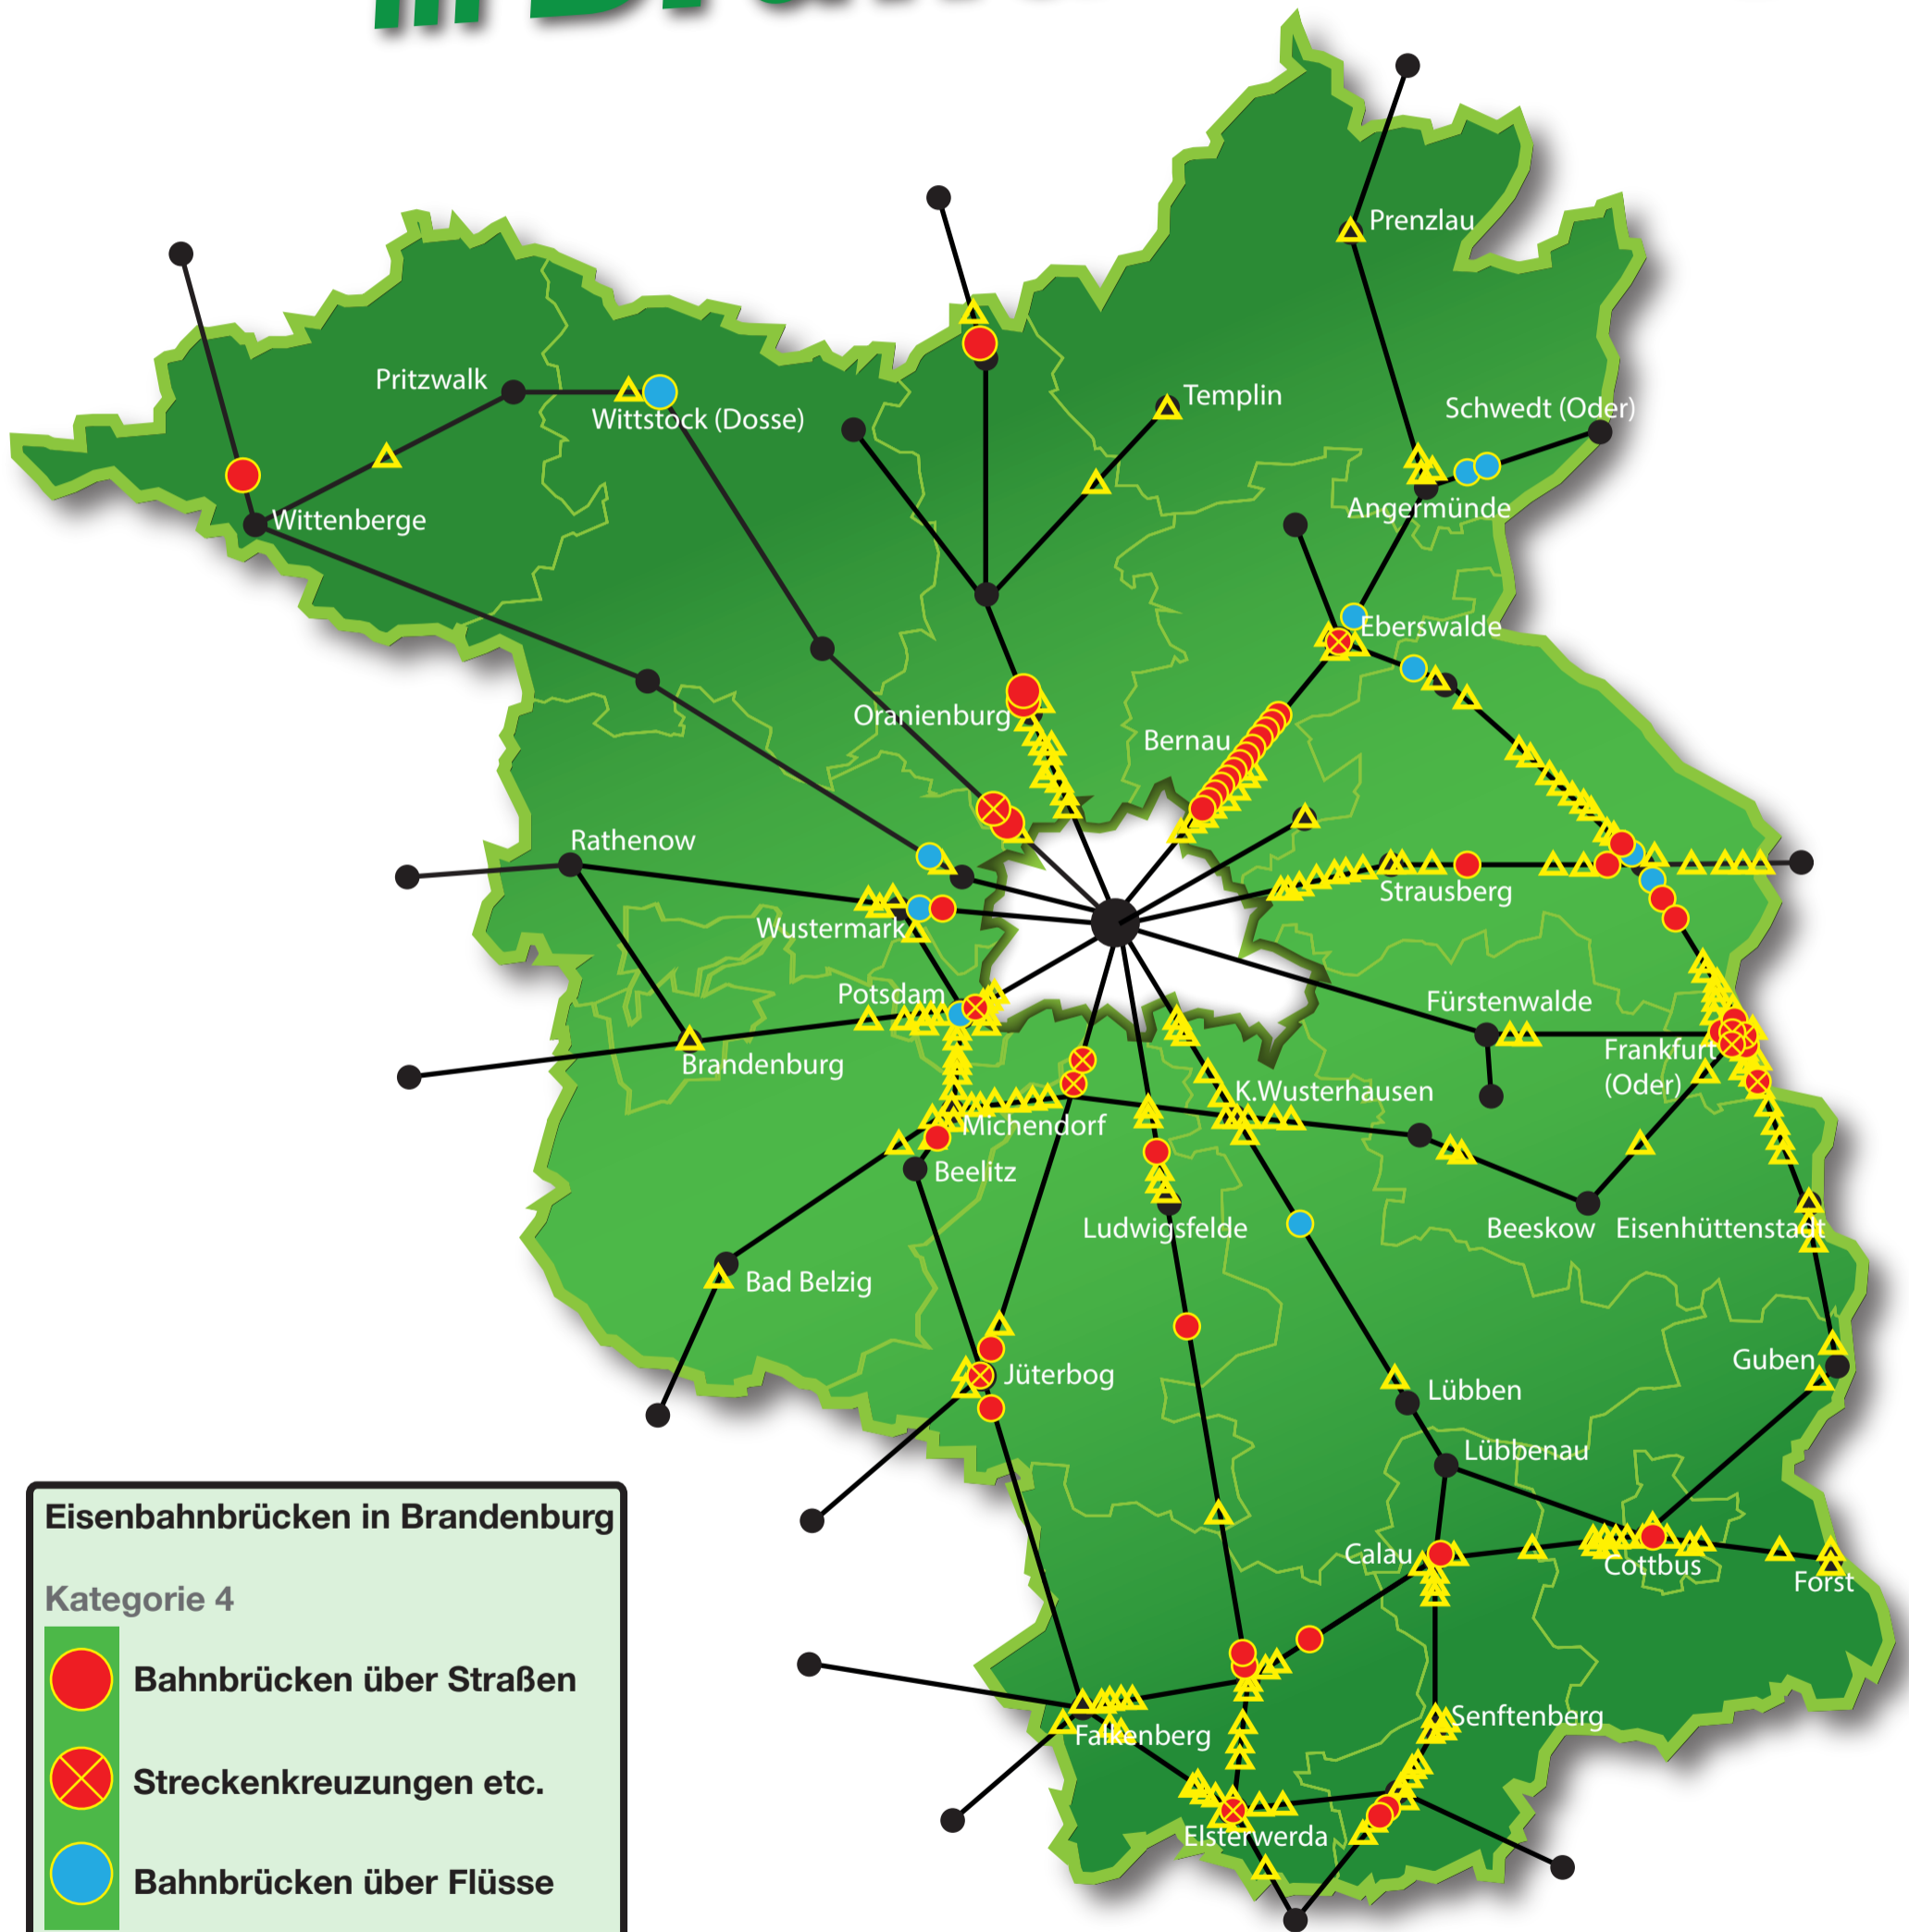 Prenzlau
Pritzwalk
Templin
Schwedt (Oder)
Wittstock (Dosse)
Wittenberge
Angermünde
Eberswalde
Oranienburg
Bernau
Rathenow
Strausberg
Wustermark
Potsdam
Fürstenwalde
Brandenburg
Frankfurt
(Oder)
K.Wusterhausen
Michendorf
Beelitz
Ludwigsfelde
Beeskow
Eisenhüttenstadt
Bad Belzig
Guben
Jüterbog
Lübben
Lübbenau
Calau
Cottbus
Forst
Falkenberg
Senftenberg
Elsterwerda
Eisenbahnbrücken in Brandenburg
Kategorie 4
Bahnbrücken über Straßen
Streckenkreuzungen etc.
Bahnbrücken über Flüsse